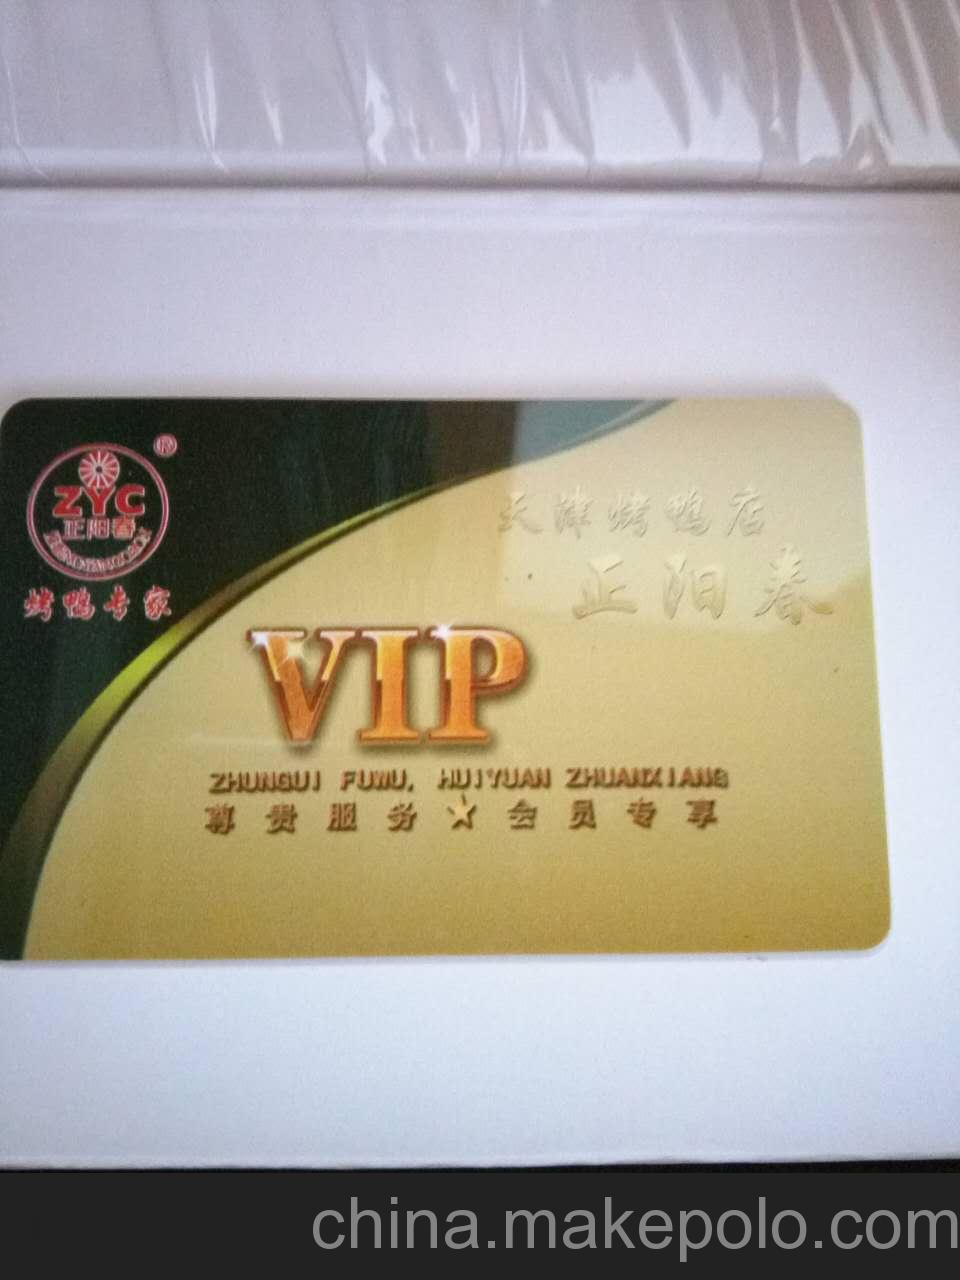 ®
ZYC
正阳春
烤鸭专家
天津烤鸭店
正阳春
VIP
ZHUNGUI FUWU, HUIYUAN ZHUANXIANG
尊贵服务★会员专享
china.makepolo.com